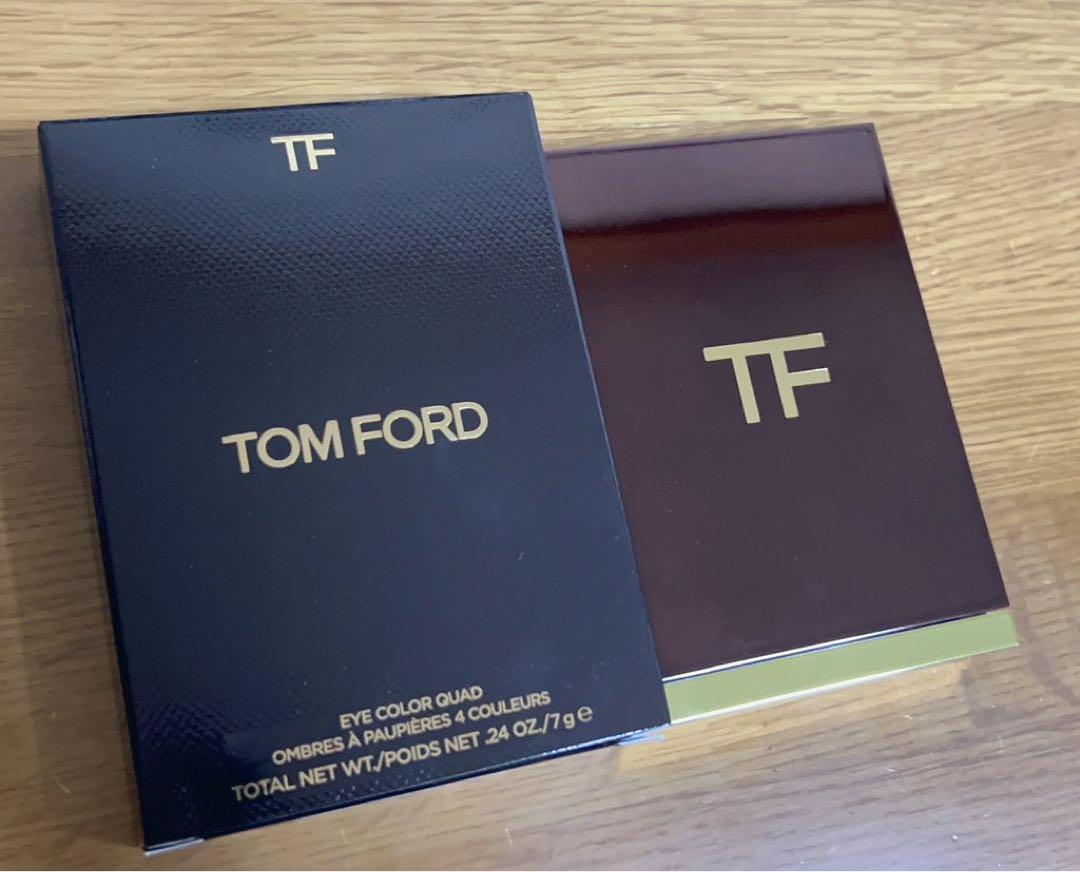 TF
TOM FORD
EYE COLOR QUAD
OMBRES À PAUPIÈRES 4 COULEURS
TOTAL NET WT./POIDS NET .24 OZ./7 g ℮
TF